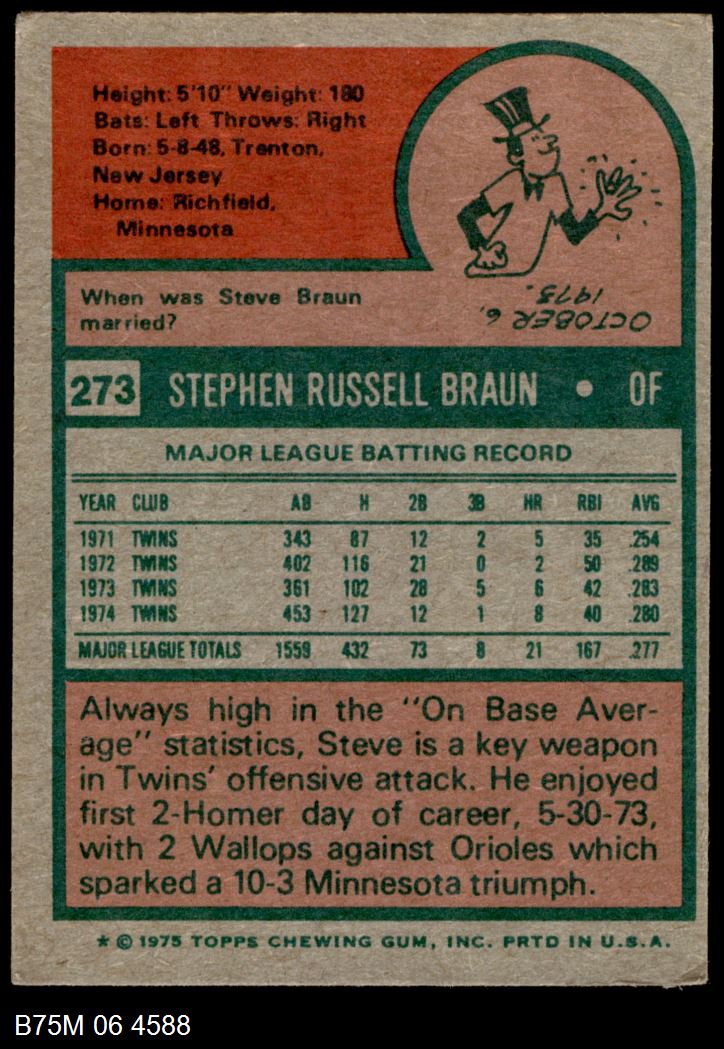 Height: 5'10" Weight: 180
Bats: Left Throws: Right
Born: 5-8-48, Trenton,
New Jersey
Home: Richfield,
Minnesota
When was Steve Braun
married?
OCTOBER 6,
1973.
273 STEPHEN RUSSELL BRAUN • OF
MAJOR LEAGUE BATTING RECORD
YEAR CLUB AB H 2B 3B HR RBI AVG
1971 TWINS 343 87 12 2 5 35 .254
1972 TWINS 402 116 21 0 2 50 .289
1973 TWINS 361 102 28 5 6 42 .283
1974 TWINS 453 127 12 1 8 40 .280
MAJOR LEAGUE TOTALS 1559 432 73 8 21 167 .277
Always high in the "On Base Aver-
age" statistics, Steve is a key weapon
in Twins' offensive attack. He enjoyed
first 2-Homer day of career, 5-30-73,
with 2 Wallops against Orioles which
sparked a 10-3 Minnesota triumph.
* © 1975 TOPPS CHEWING GUM, INC. PRTD IN U.S.A.
B75M 06 4588